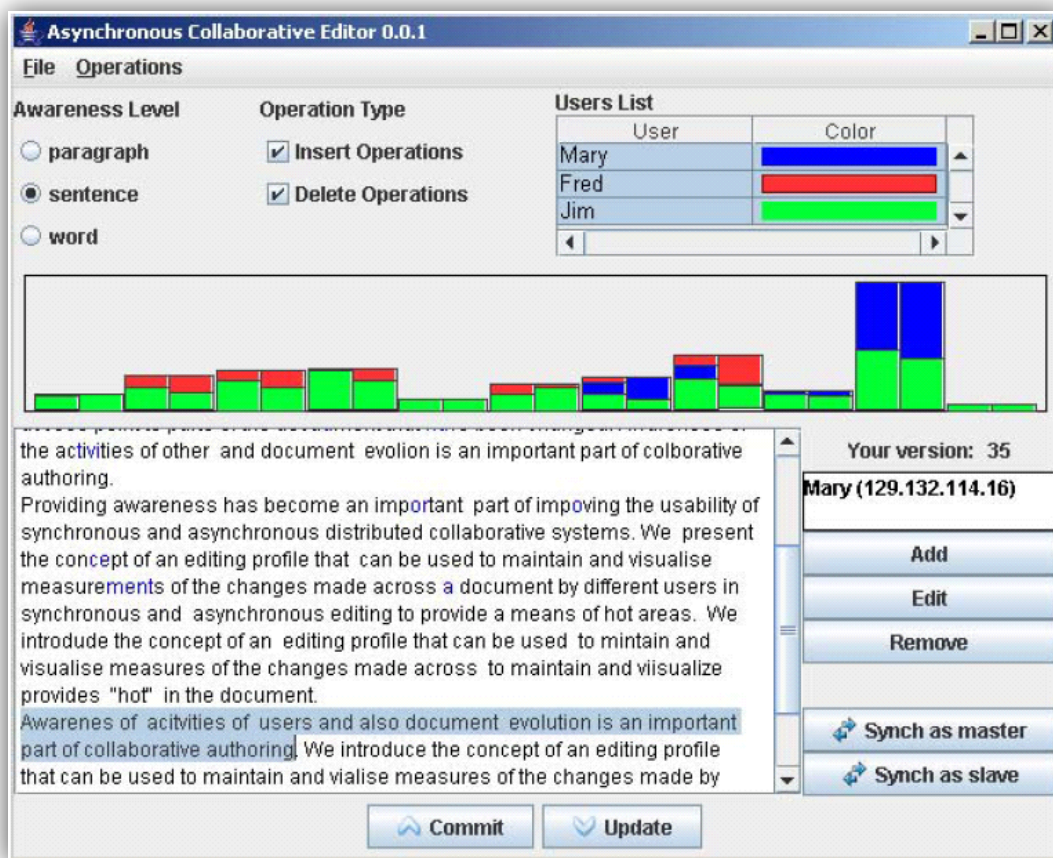 Asynchronous Collaborative Editor 0.0.1
File Operations
Awareness Level
paragraph
sentence
word
Operation Type
Insert Operations
Delete Operations
Users List
User Color
Mary
Fred
Jim
the activities of other and document evolion is an important part of colborative
authoring.
Providing awareness has become an important part of impoving the usability of
synchronous and asynchronous distributed collaborative systems. We present
the concept of an editing profile that can be used to maintain and visualise
measurements of the changes made across a document by different users in
synchronous and asynchronous editing to provide a means of hot areas. We
introdude the concept of an editing profile that can be used to mintain and
visualise measures of the changes made across to maintain and viisualize
provides "hot" in the document.
Awarenes of acitvities of users and also document evolution is an important
part of collaborative authoring. We introduce the concept of an editing profile
that can be used to maintain and vialise measures of the changes made by
Your version: 35
Mary (129.132.114.16)
Add
Edit
Remove
Synch as master
Synch as slave
Commit
Update